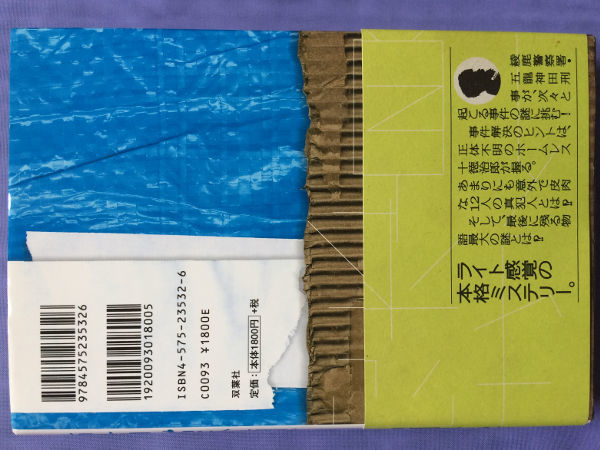 綾鹿警察署・
五龍神田刑
事が、次々と
起こる事件の謎に挑む!
事件解決のヒントは、
正体不明のホームレス
十徳治郎が握る。
あまりにも意外で皮肉
な12人の真犯人とは!?
そして、最後に残る物
語最大の謎とは!?
ライト感覚の
本格ミステリー。
9784575235326
1920093018005
ISBN4-575-23532-6
C0093 ¥1800E
双葉社
定価:本体1800円+税